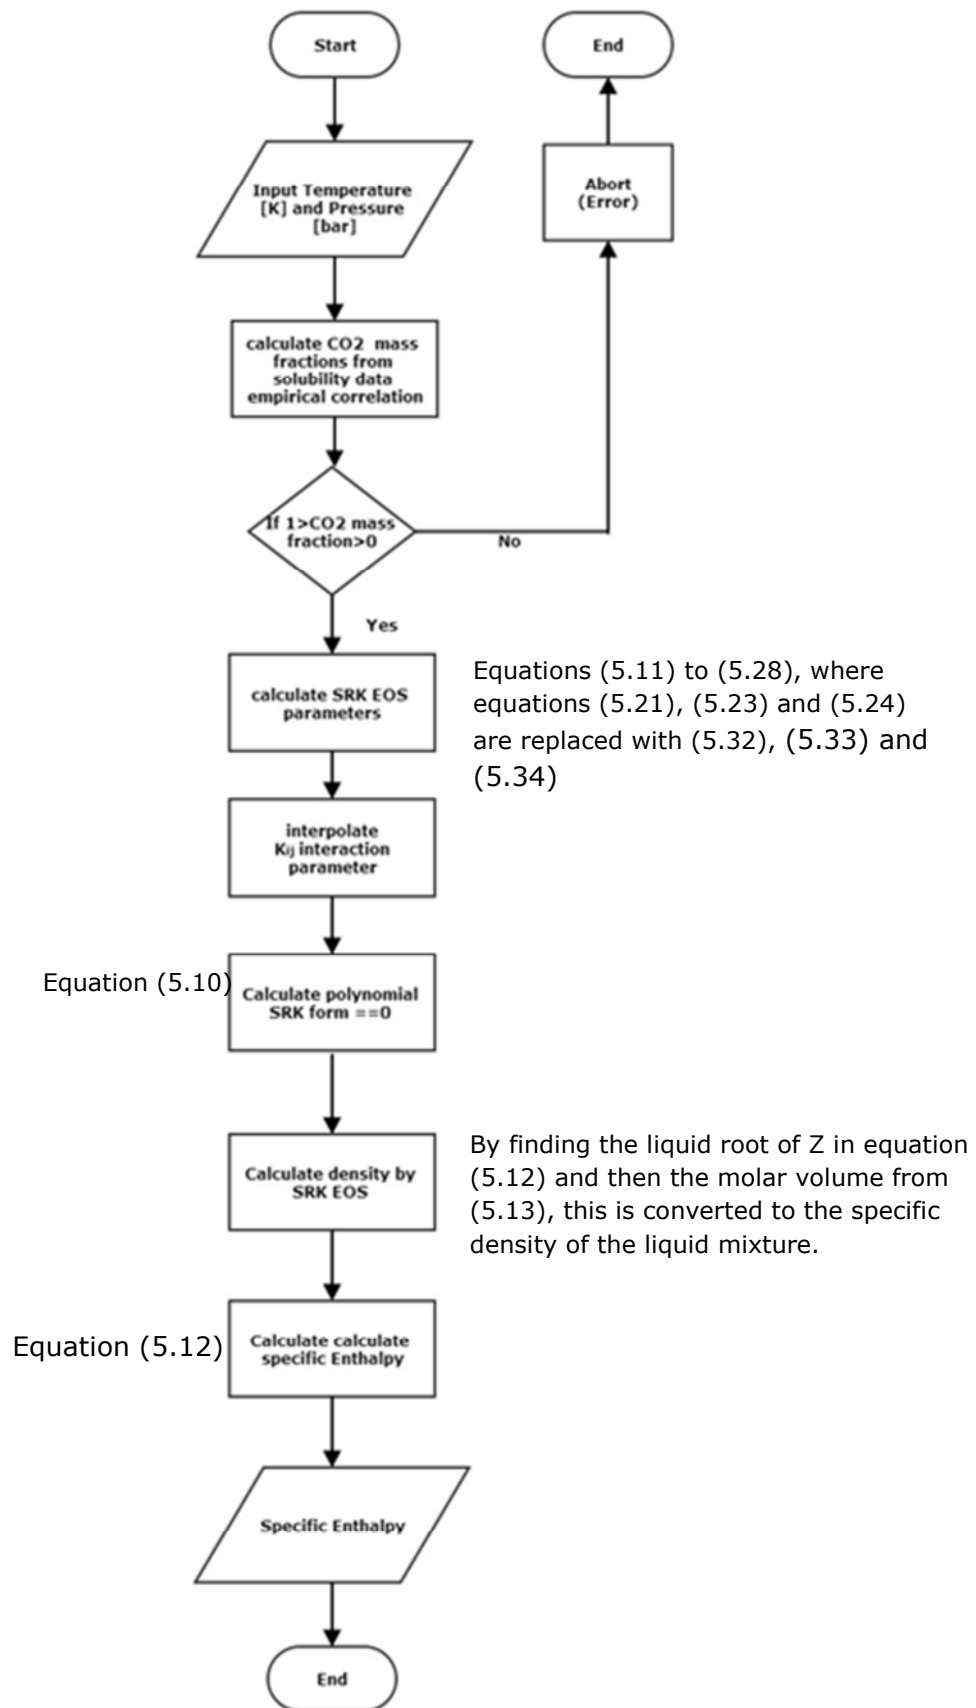 Start
End
Input Temperature
[K] and Pressure
[bar]
Abort
(Error)
calculate CO2 mass
fractions from
solubility data
empirical correlation
If 1>CO2 mass
fraction>0
No
Yes
calculate SRK EOS
parameters
Equations (5.11) to (5.28), where
equations (5.21), (5.23) and (5.24)
are replaced with (5.32), (5.33) and
(5.34)
interpolate
Kij interaction
parameter
Equation (5.10)
Calculate polynomial
SRK form ==0
Calculate density by
SRK EOS
By finding the liquid root of Z in equation
(5.12) and then the molar volume from
(5.13), this is converted to the specific
density of the liquid mixture.
Equation (5.12)
Calculate calculate
specific Enthalpy
Specific Enthalpy
End